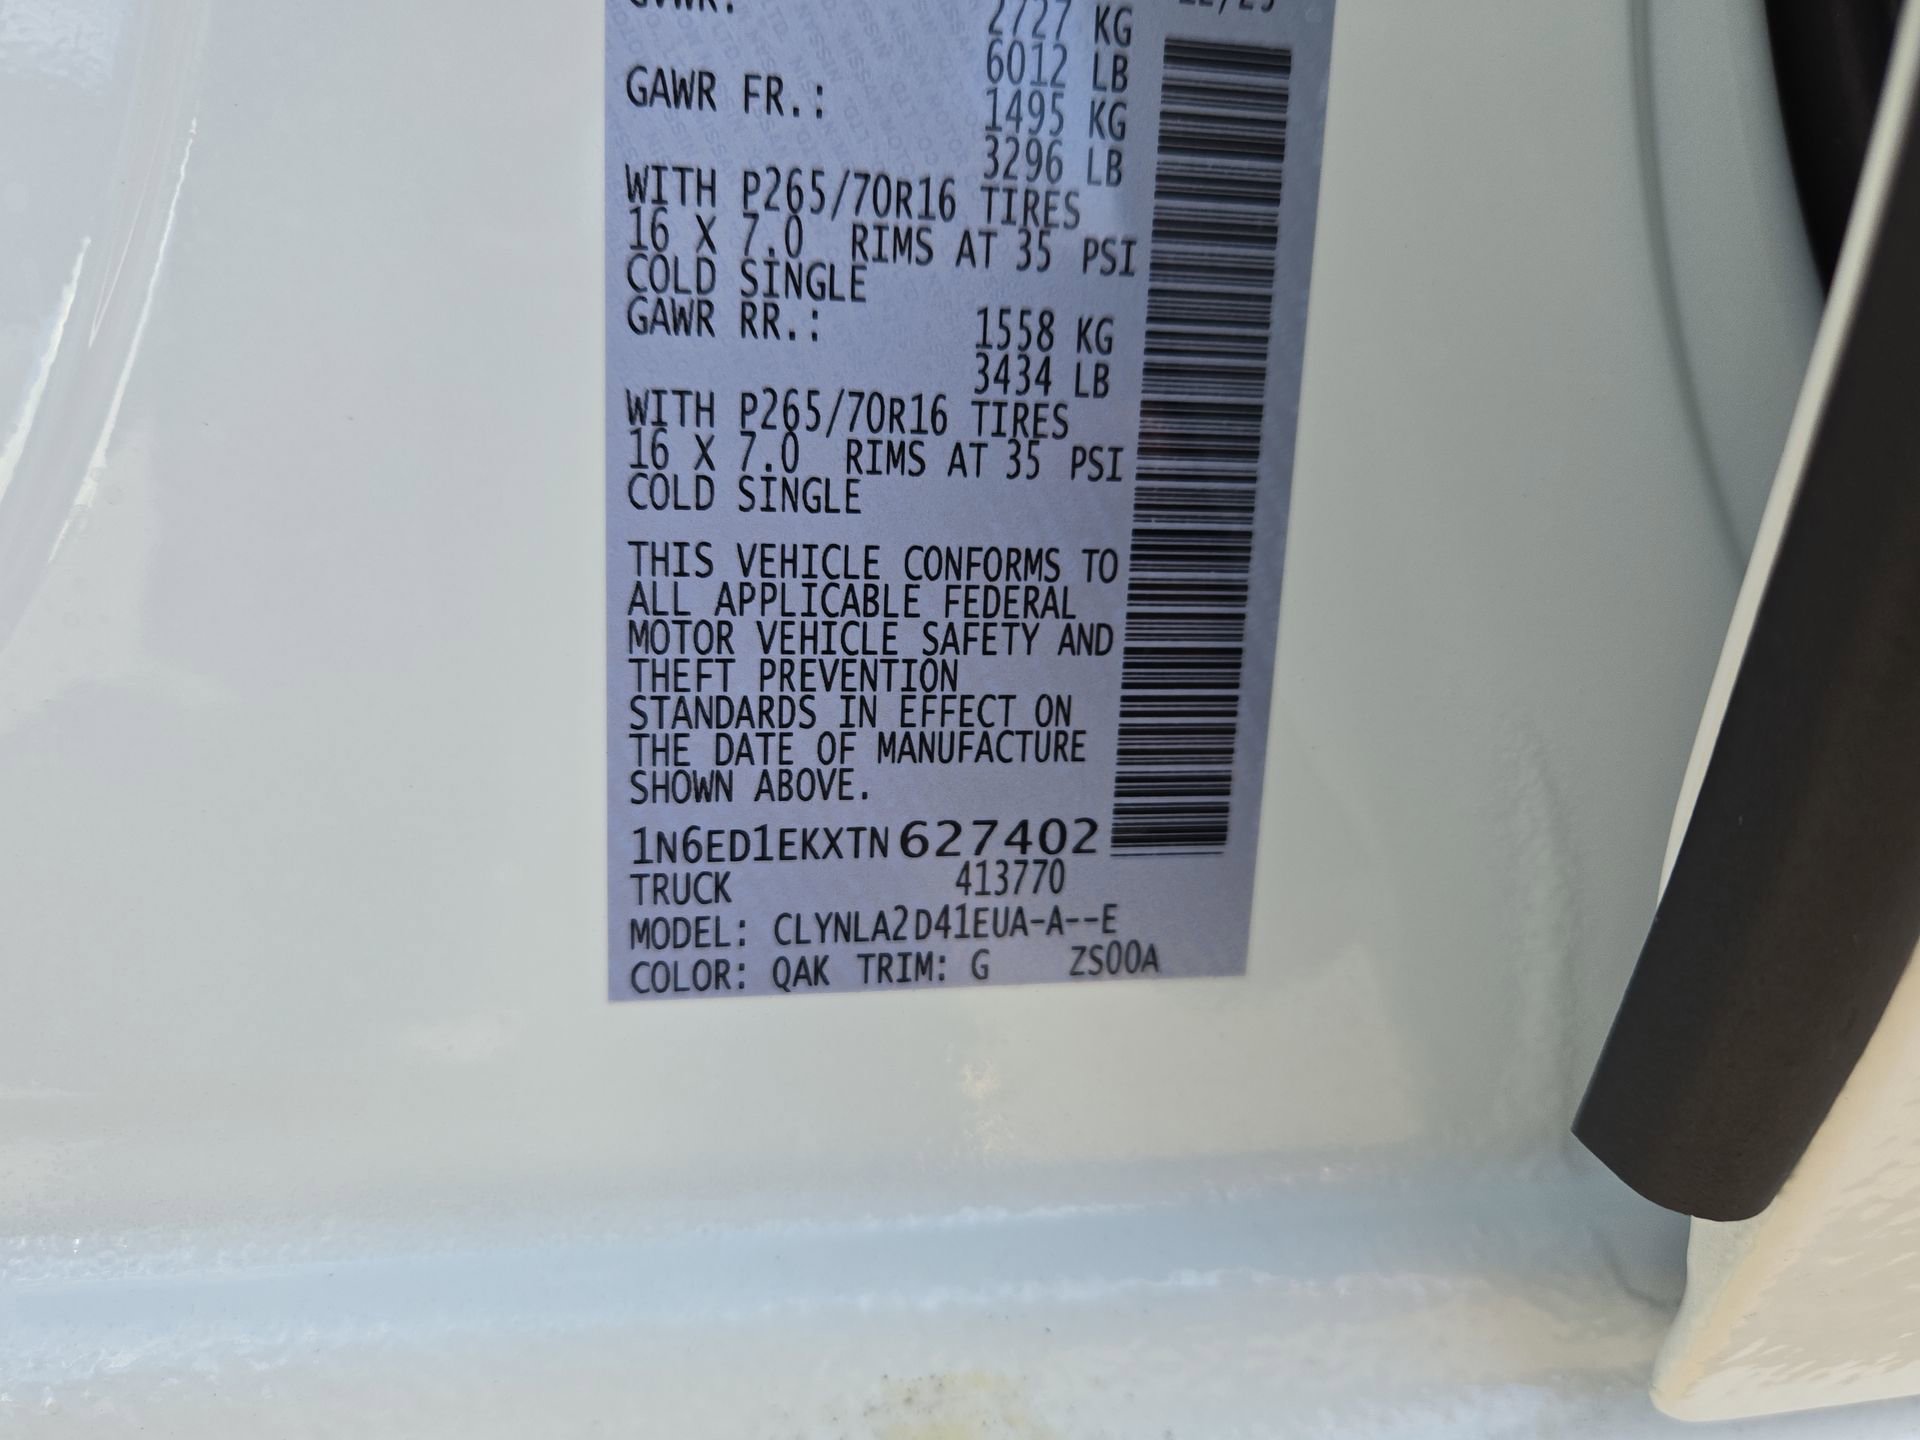 GVWR:
2727 KG
6012 LB
GAWR FR.: 1495 KG
3296 LB
WITH P265/70R16 TIRES
16 X 7.0 RIMS AT 35 PSI
COLD SINGLE
GAWR RR.: 1558 KG
3434 LB
WITH P265/70R16 TIRES
16 X 7.0 RIMS AT 35 PSI
COLD SINGLE
THIS VEHICLE CONFORMS TO
ALL APPLICABLE FEDERAL
MOTOR VEHICLE SAFETY AND
THEFT PREVENTION
STANDARDS IN EFFECT ON
THE DATE OF MANUFACTURE
SHOWN ABOVE.
1N6ED1EKXTN627402
TRUCK 413770
MODEL: CLYNLA2D41EUA-A--E
COLOR: QAK TRIM: G ZS00A